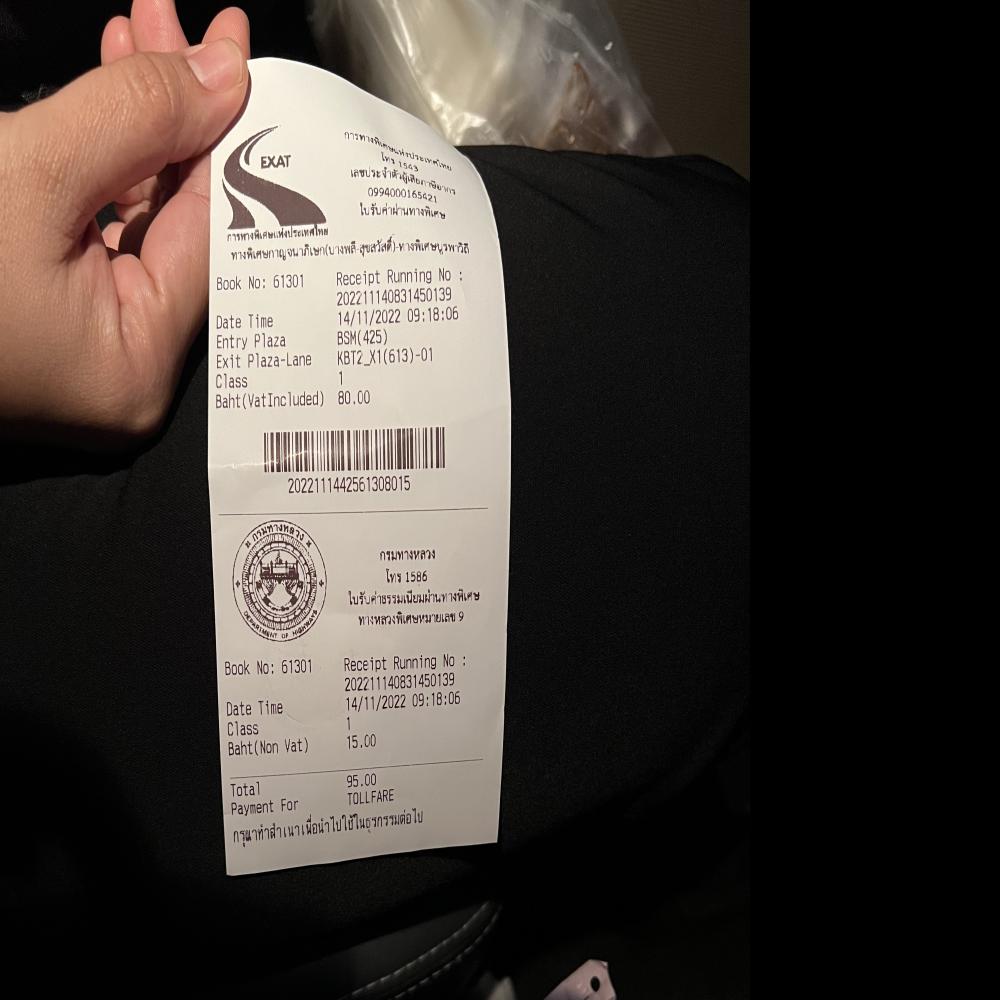 EXAT
การทางพิเศษแห่งประเทศไทย
การทางพิเศษแห่งประเทศไทย
โทร 1543
เลขประจำตัวผู้เสียภาษีอากร
0994000165421
ใบรับค่าผ่านทางพิเศษ
ทางพิเศษกาญจนาภิเษก(บางพลี-สุขสวัสดิ์)-ทางพิเศษบูรพาวิถี
Book No: 61301 Receipt Running No :
202211140831450139
Date Time 14/11/2022 09:18:06
Entry Plaza BSM(425)
Exit Plaza-Lane KBT2_X1(613)-01
Class 1
Baht(VatIncluded) 80.00
2022111442561308015
กรมทางหลวง
DEPARTMENT OF HIGHWAYS
กรมทางหลวง
โทร 1586
ใบรับค่าธรรมเนียมผ่านทางพิเศษ
ทางหลวงพิเศษหมายเลข 9
Book No: 61301 Receipt Running No :
202211140831450139
Date Time 14/11/2022 09:18:06
Class 1
Baht(Non Vat) 15.00
Total 95.00
Payment For TOLLFARE
กรุณาทำสำเนาเพื่อนำไปใช้ในธุรกรรมต่อไป